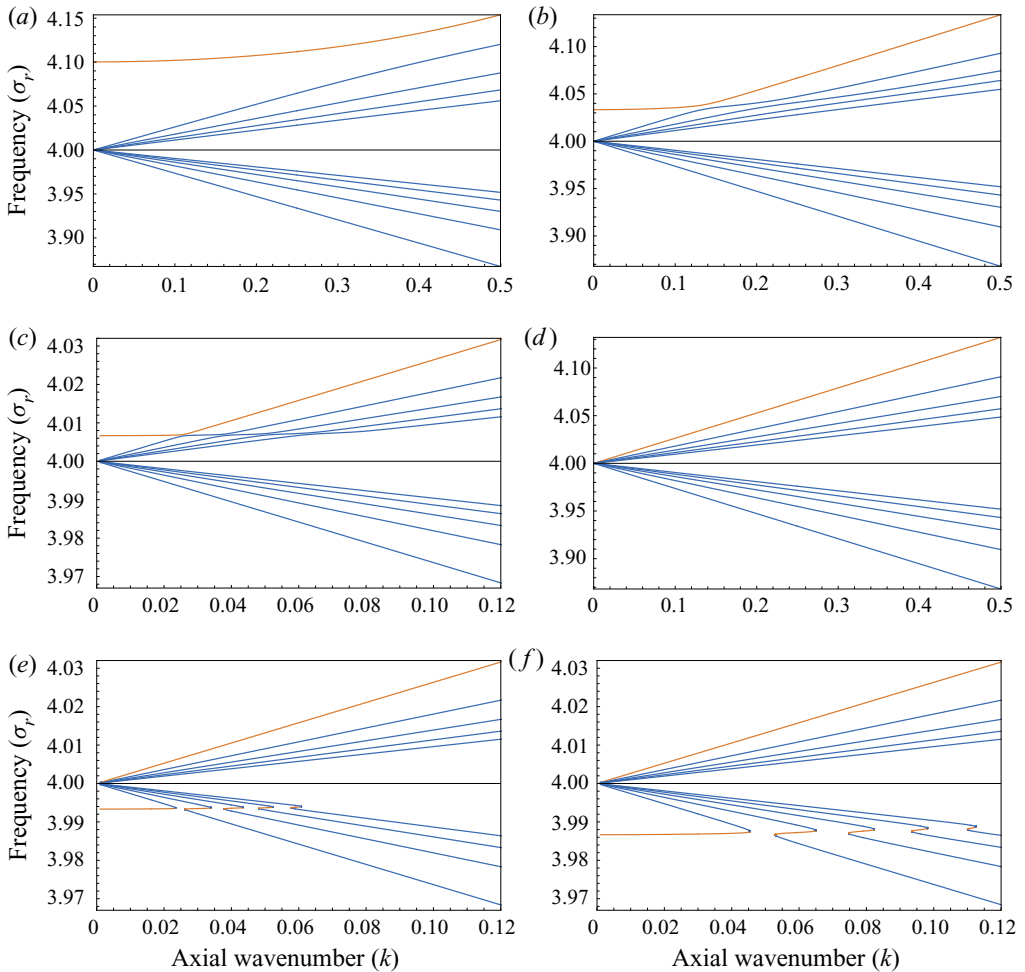 (a) (b)
4.15
4.10 4.10
4.05 4.05
4.00 4.00
3.95 3.95
3.90 3.90
0 0.1 0.2 0.3 0.4 0.5 0 0.1 0.2 0.3 0.4 0.5
Frequency (σr)
(c) (d)
4.03
4.02 4.10
4.01 4.05
4.00 4.00
3.99 3.95
3.98 3.90
3.97
0 0.02 0.04 0.06 0.08 0.10 0.12 0 0.1 0.2 0.3 0.4 0.5
Frequency (σr)
(e) (f)
4.03 4.03
4.02 4.02
4.01 4.01
4.00 4.00
3.99 3.99
3.98 3.98
3.97 3.97
0 0.02 0.04 0.06 0.08 0.10 0.12 0 0.02 0.04 0.06 0.08 0.10 0.12
Frequency (σr)
Axial wavenumber (k) Axial wavenumber (k)